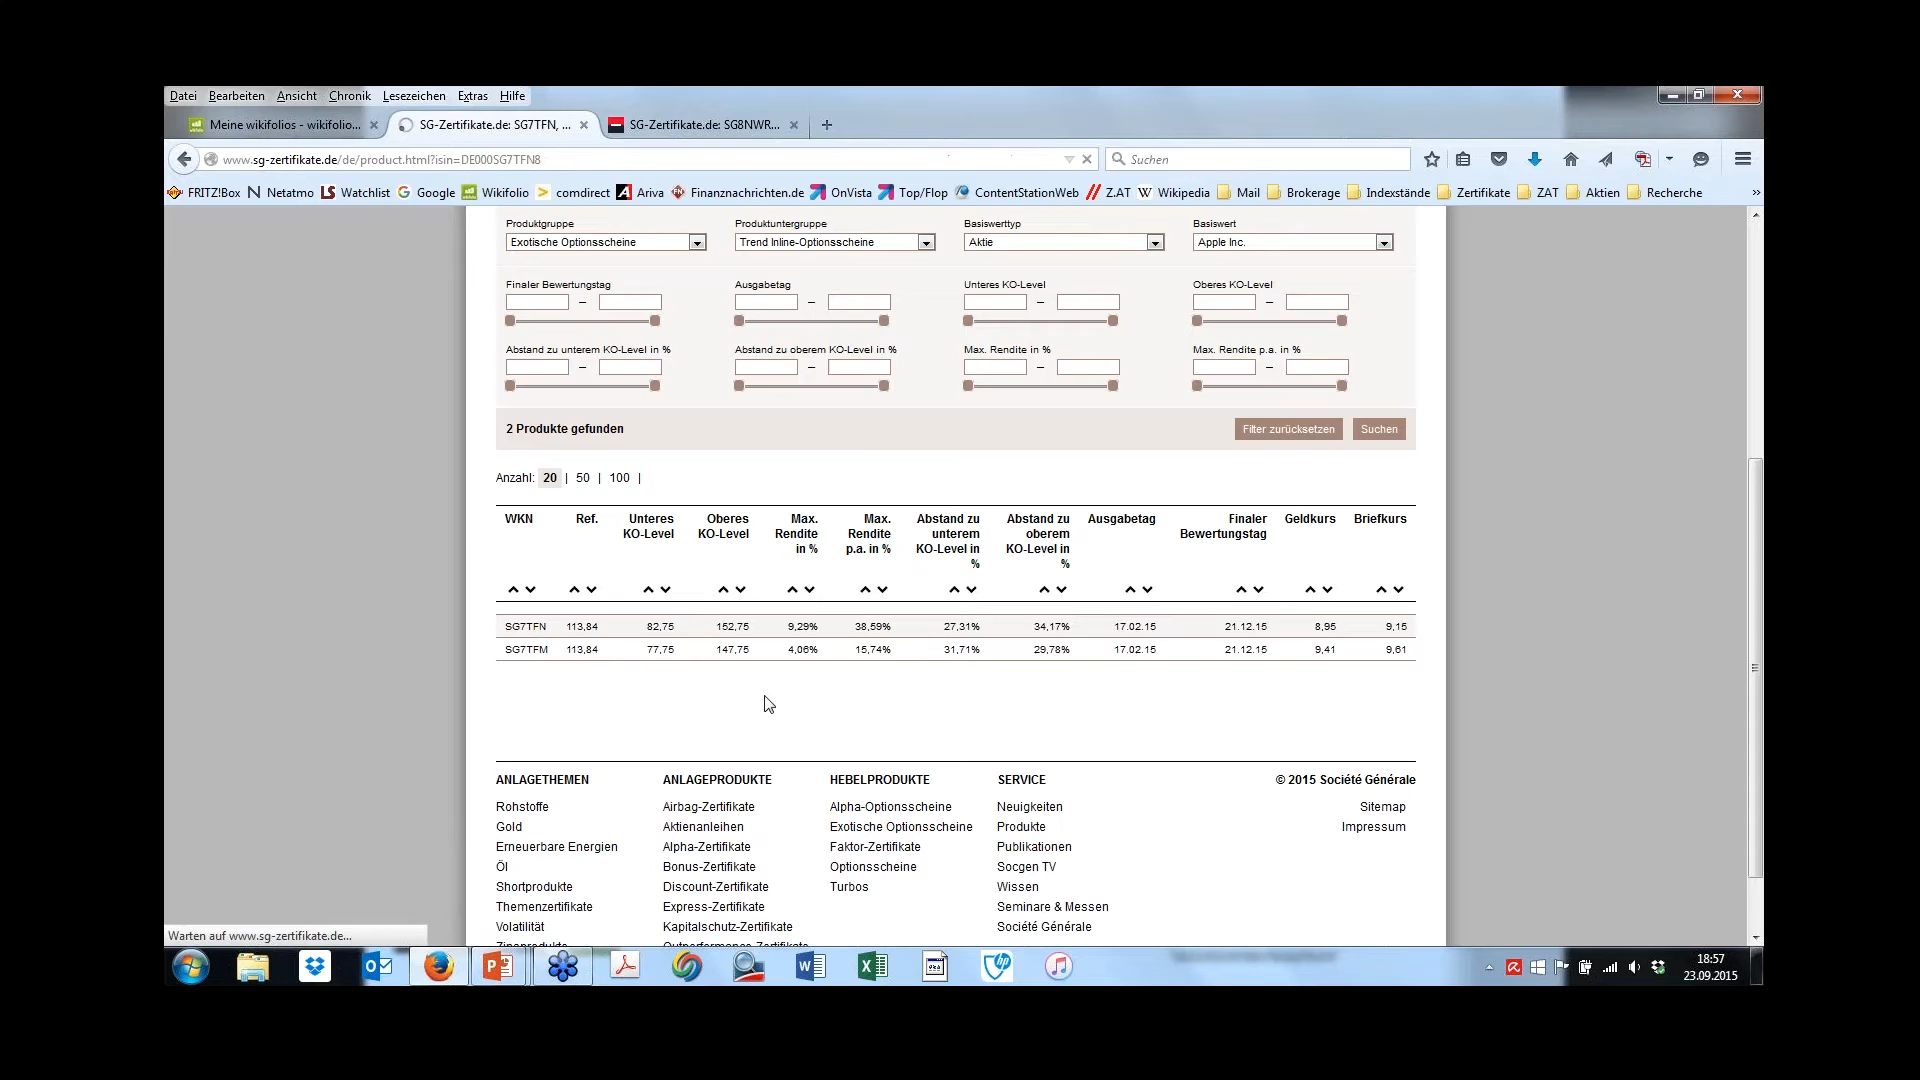 Datei Bearbeiten Ansicht Chronik Lesezeichen Extras Hilfe
Meine wikifolios - wikifolio... SG-Zertifikate.de: SG7TFN, ... SG-Zertifikate.de: SG8NWR...
www.sg-zertifikate.de/de/product.html?isin=DE000SG7TFN8 Suchen
FRITZ!Box Netatmo Watchlist Google Wikifolio comdirect Ariva Finanznachrichten.de OnVista Top/Flop ContentStationWeb Z.AT Wikipedia Mail Brokerage Indexstände Zertifikate ZAT Aktien Recherche
Produktgruppe Produktuntergruppe Basiswerttyp Basiswert
Exotische Optionsscheine Trend Inline-Optionsscheine Aktie Apple Inc.
Finaler Bewertungstag Ausgabetag Unteres KO-Level Oberes KO-Level
– – – –
Abstand zu unterem KO-Level in % Abstand zu oberem KO-Level in % Max. Rendite in % Max. Rendite p.a. in %
– – – –
2 Produkte gefunden Filter zurücksetzen Suchen
Anzahl: 20 | 50 | 100 |
WKN Ref. Unteres Oberes Max. Max. Abstand zu Abstand zu Ausgabetag Finaler Geldkurs Briefkurs
KO-Level KO-Level Rendite Rendite unterem oberem Bewertungstag
in % p.a. in % KO-Level in KO-Level in
% %
SG7TFN 113,84 82,75 152,75 9,29% 38,59% 27,31% 34,17% 17.02.15 21.12.15 8,95 9,15
SG7TFM 113,84 77,75 147,75 4,06% 15,74% 31,71% 29,78% 17.02.15 21.12.15 9,41 9,61
ANLAGETHEMEN ANLAGEPRODUKTE HEBELPRODUKTE SERVICE © 2015 Société Générale
Rohstoffe Airbag-Zertifikate Alpha-Optionsscheine Neuigkeiten Sitemap
Gold Aktienanleihen Exotische Optionsscheine Produkte Impressum
Erneuerbare Energien Alpha-Zertifikate Faktor-Zertifikate Publikationen
Öl Bonus-Zertifikate Optionsscheine Socgen TV
Shortprodukte Discount-Zertifikate Turbos Wissen
Themenzertifikate Express-Zertifikate Seminare & Messen
Volatilität Kapitalschutz-Zertifikate Société Générale
Warten auf www.sg-zertifikate.de...
Zinsprodukte Outperformance-Zertifikate
18:57
23.09.2015